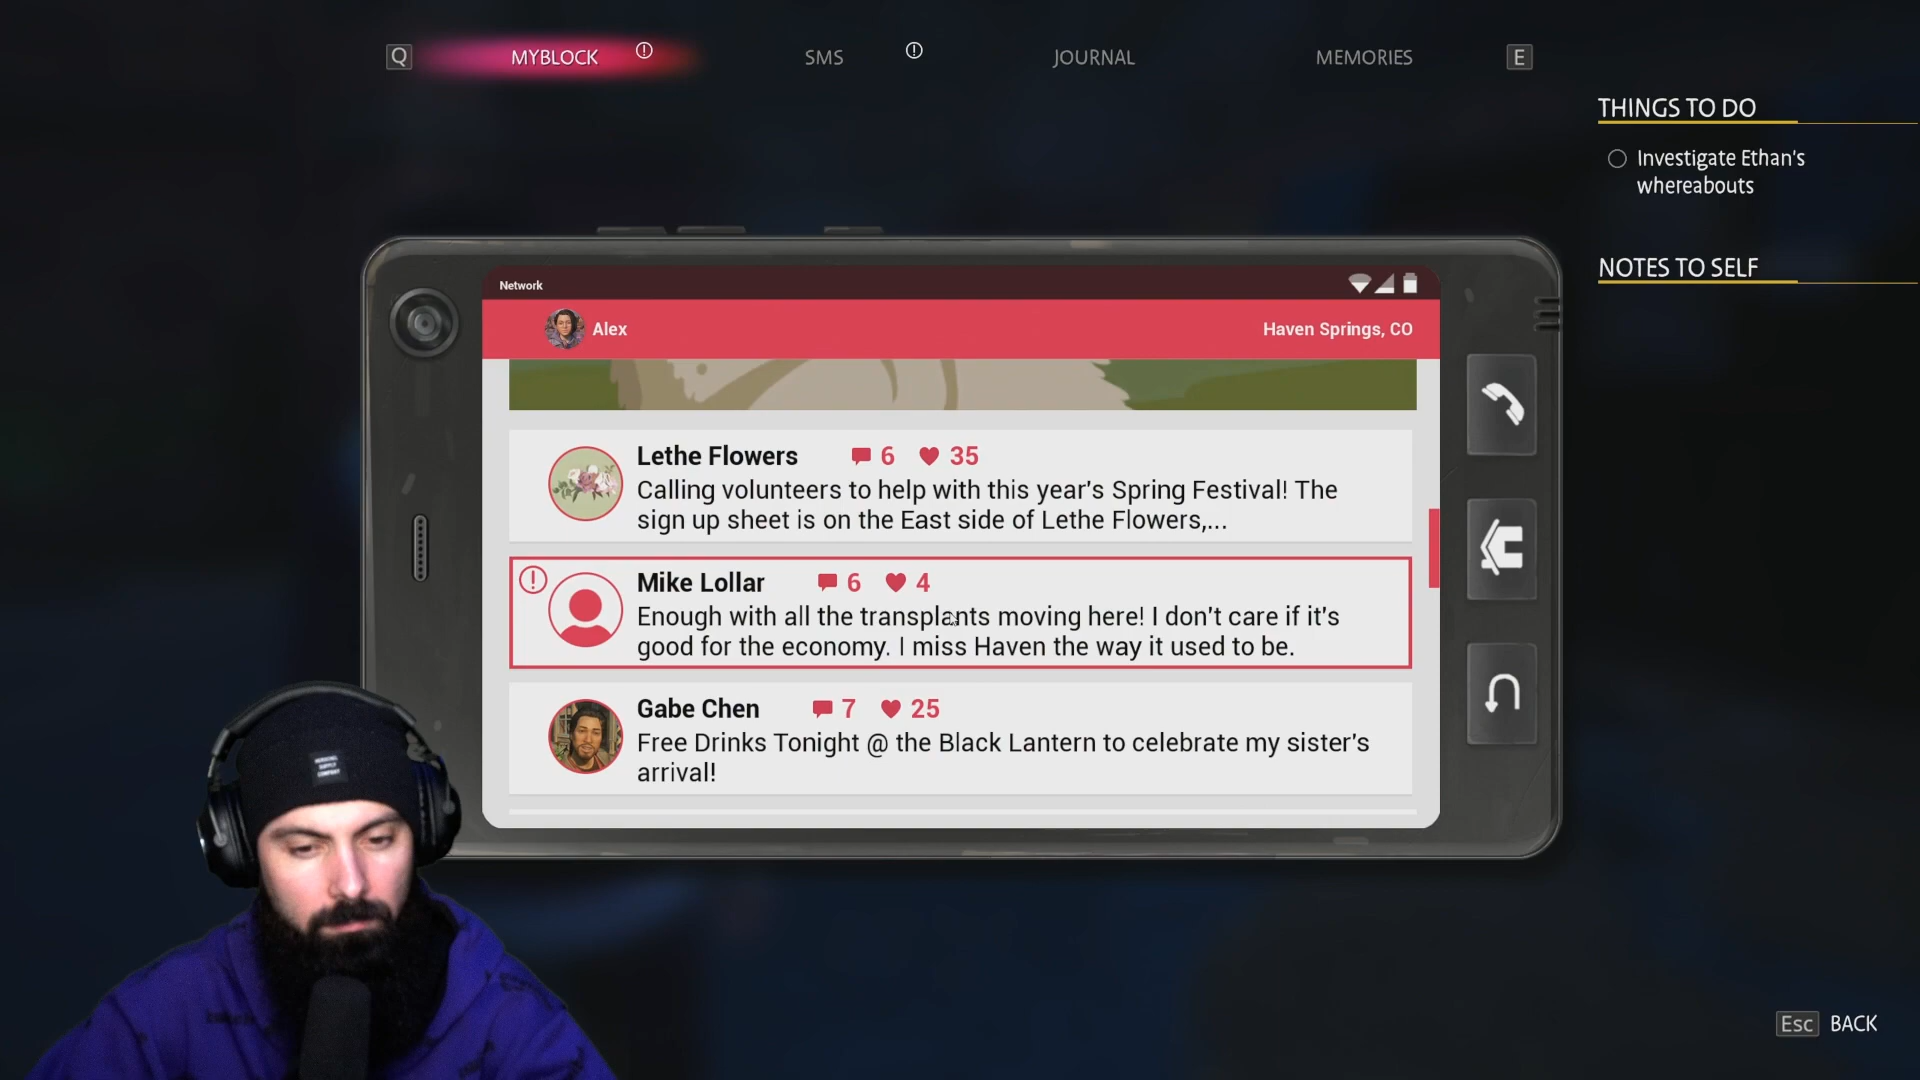 Q MYBLOCK SMS JOURNAL MEMORIES E
THINGS TO DO
Investigate Ethan's
whereabouts
NOTES TO SELF
Network
Alex Haven Springs, CO
Lethe Flowers 6 35
Calling volunteers to help with this year's Spring Festival! The
sign up sheet is on the East side of Lethe Flowers,...
Mike Lollar 6 4
Enough with all the transplants moving here! I don't care if it's
good for the economy. I miss Haven the way it used to be.
Gabe Chen 7 25
Free Drinks Tonight @ the Black Lantern to celebrate my sister's
arrival!
HERSCHEL
SUPPLY
COMPANY
Esc BACK